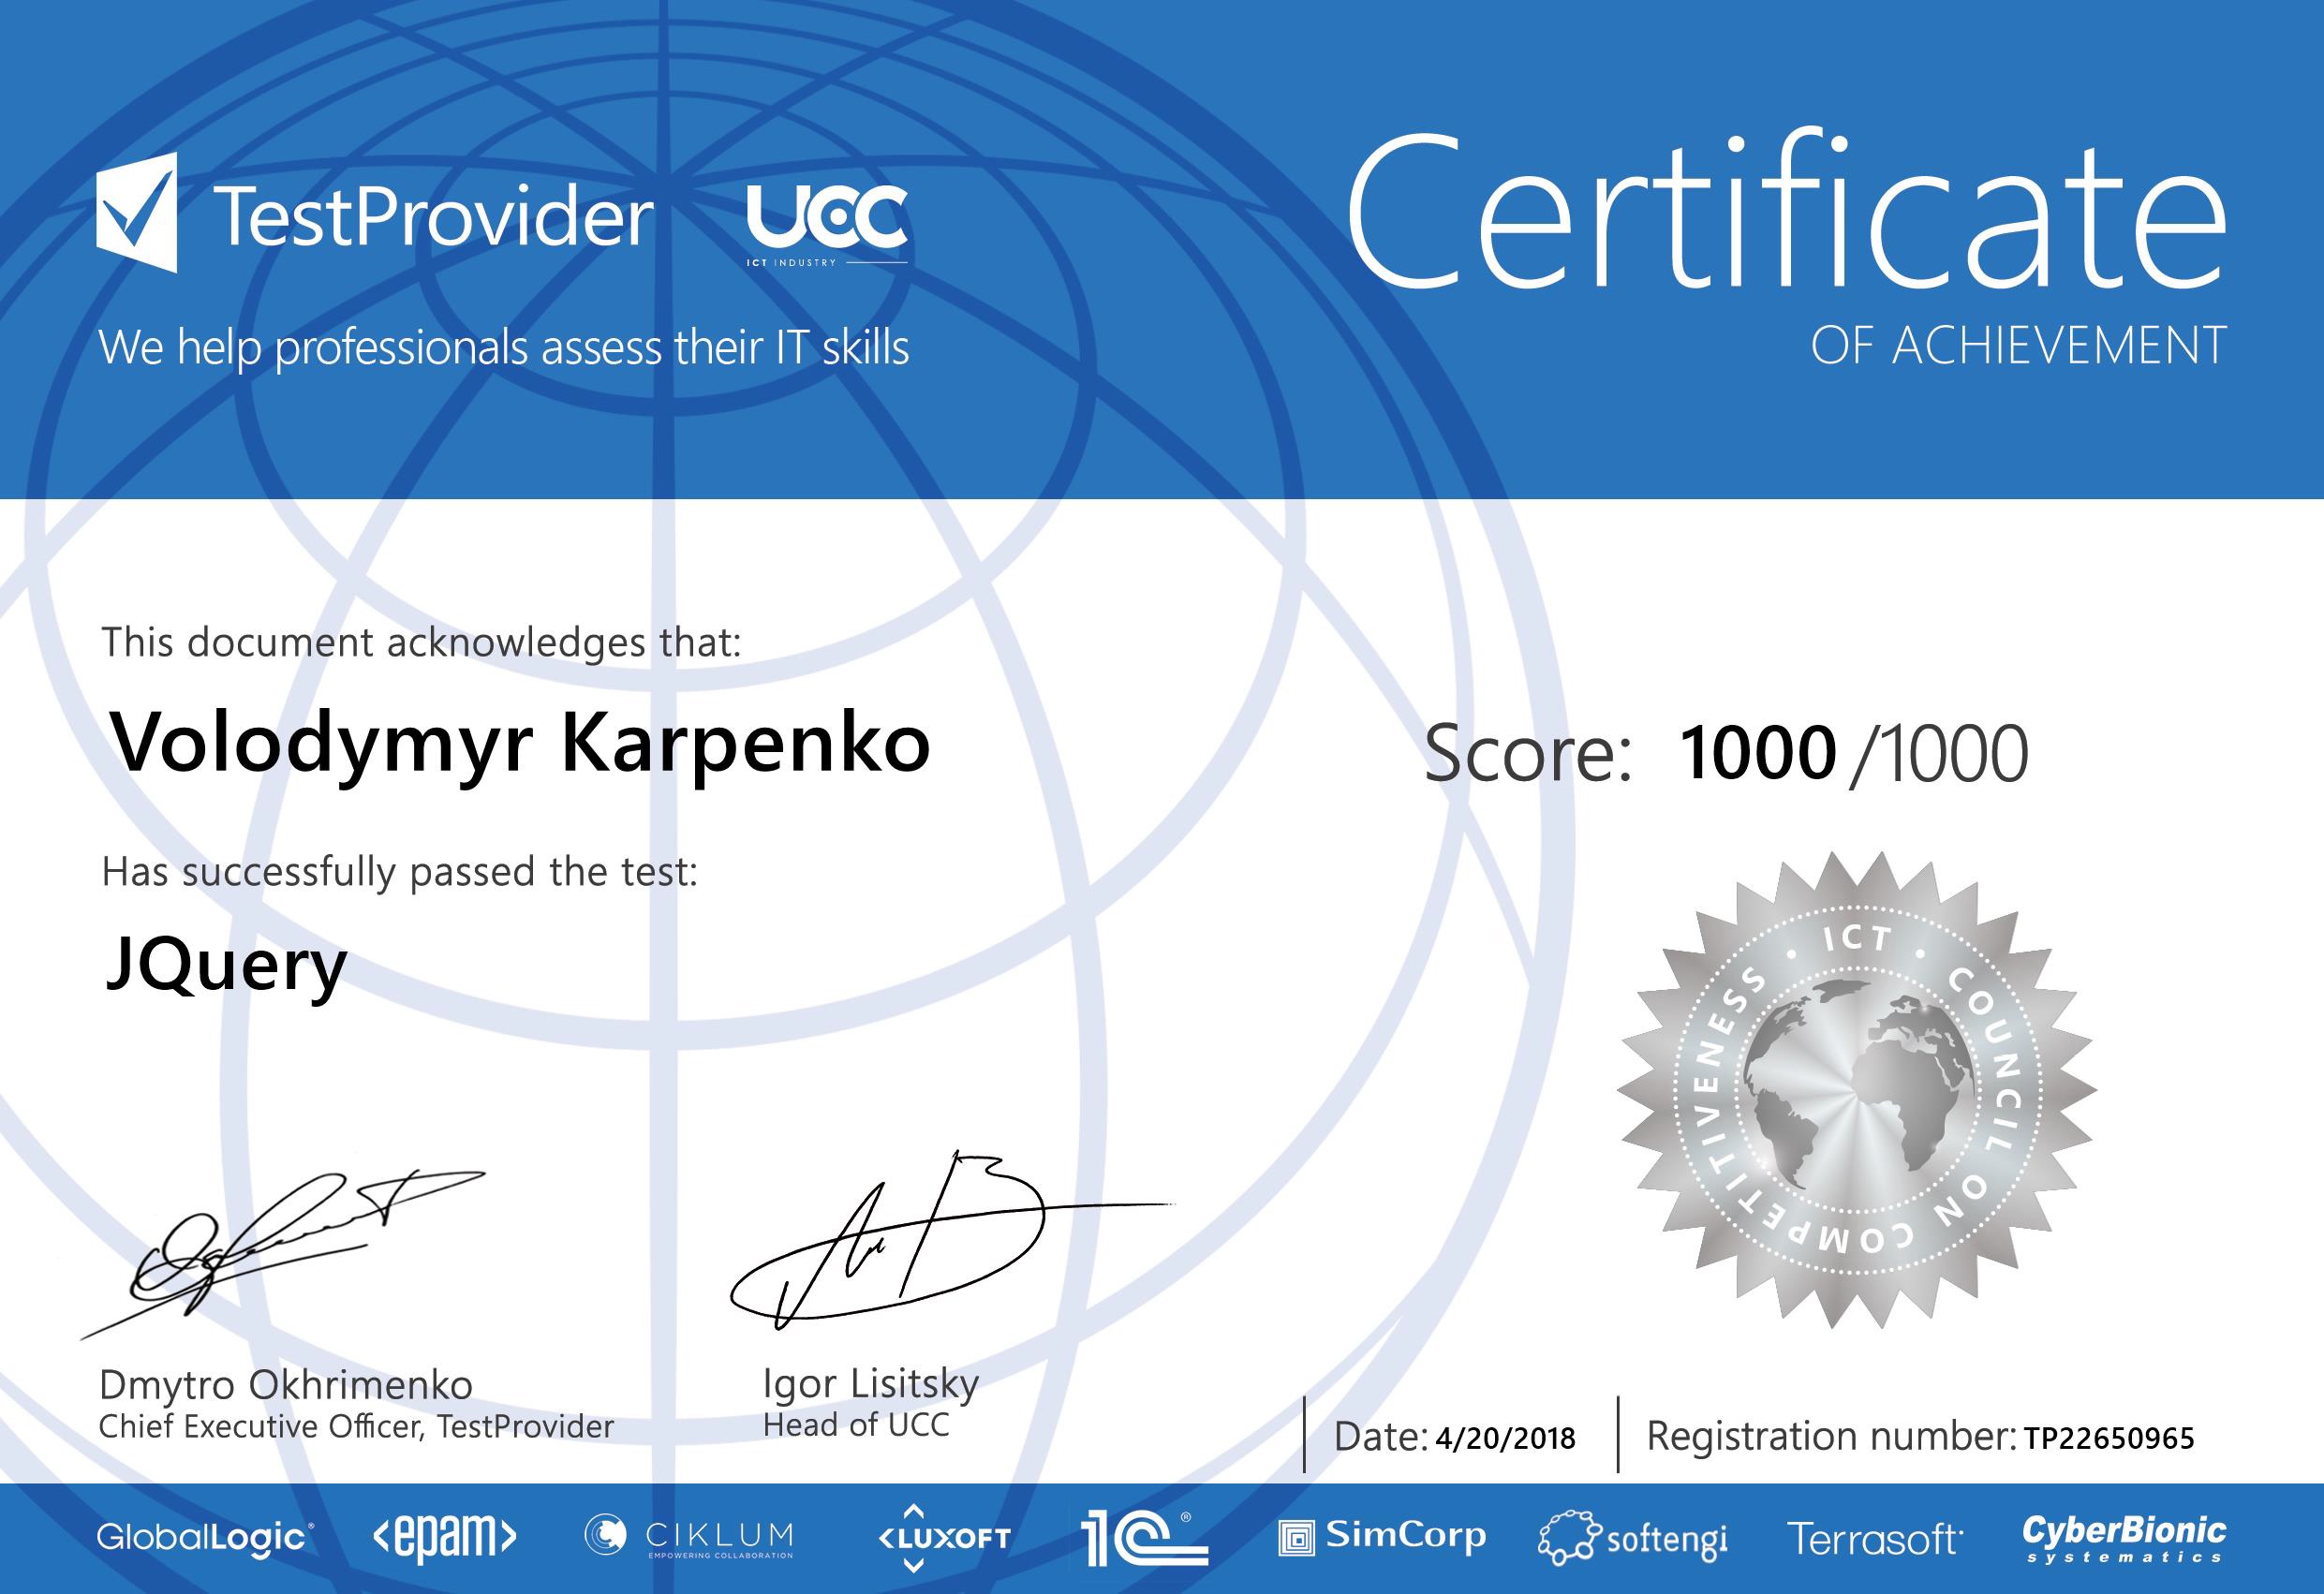 TestProvider
UCC
ICT INDUSTRY
We help professionals assess their IT skills
Certificate
OF ACHIEVEMENT
This document acknowledges that:
Volodymyr Karpenko
Score: 1000 /1000
Has successfully passed the test:
JQuery
ICT • COUNCIL ON COMPETITIVENESS •
Dmytro Okhrimenko
Chief Executive Officer, TestProvider
Igor Lisitsky
Head of UCC
Date: 4/20/2018
Registration number: TP22650965
GlobalLogic®
<epam>
CIKLUM
EMPOWERING COLLABORATION
<LUXOFT
1C®
SimCorp
softengi
Terrasoft
CyberBionic
systematics